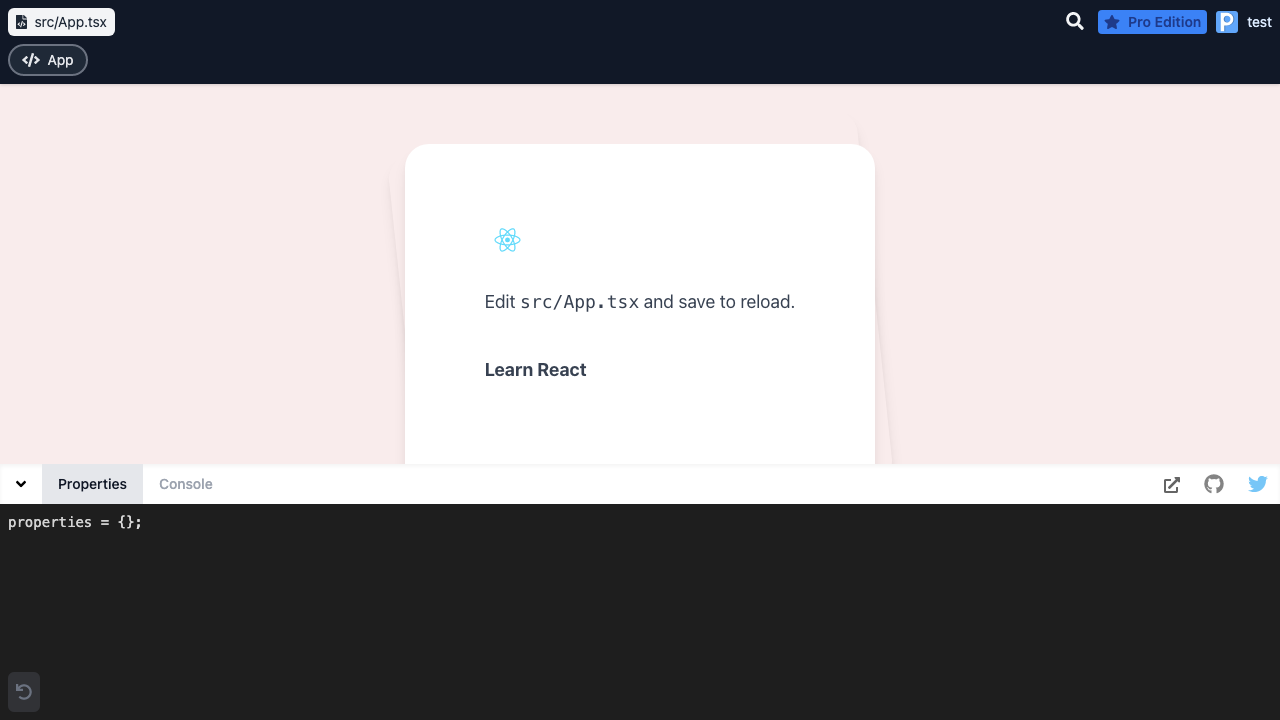 src/App.tsx
Pro Edition
test
App
Edit src/App.tsx and save to reload.
Learn React
Properties
Console
properties = {};